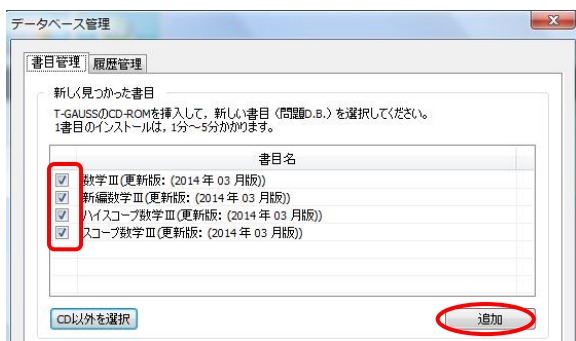 データベース管理
書目管理 履歴管理
新しく見つかった書目
T-GAUSSのCD-ROMを挿入して，新しい書目（問題D.B.）を選択してください。
1書目のインストールは，1分～5分かかります。
書目名
数学Ⅲ(更新版: (2014 年 03 月版))
新編数学Ⅲ(更新版: (2014 年 03 月版))
ハイスコープ数学Ⅲ(更新版: (2014 年 03 月版))
スコープ数学Ⅲ(更新版: (2014 年 03 月版))
CD以外を選択 追加